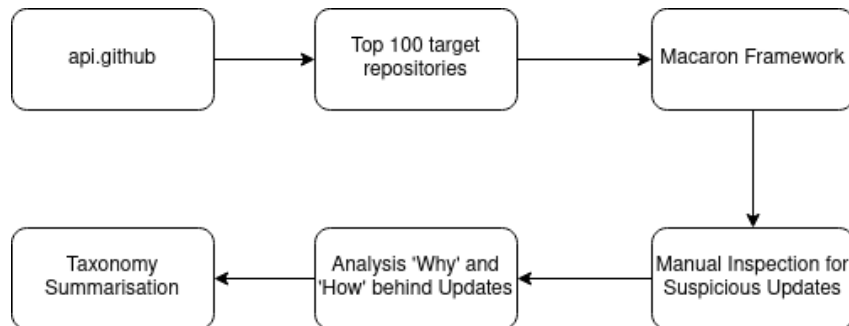 api.github
Top 100 target
repositories
Macaron Framework
Manual Inspection for
Suspicious Updates
Analysis 'Why' and
'How' behind Updates
Taxonomy
Summarisation